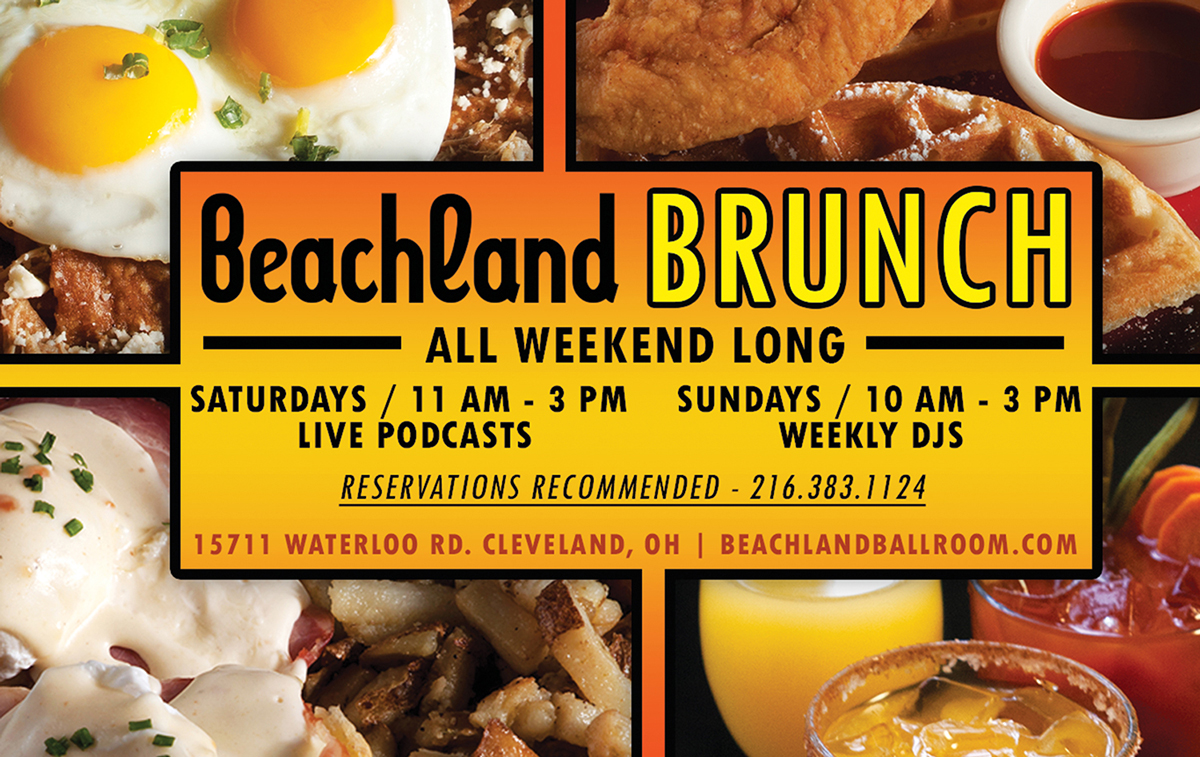 Beachland BRUNCH
ALL WEEKEND LONG
SATURDAYS / 11 AM - 3 PM
LIVE PODCASTS
SUNDAYS / 10 AM - 3 PM
WEEKLY DJS
RESERVATIONS RECOMMENDED - 216.383.1124
15711 WATERLOO RD. CLEVELAND, OH | BEACHLANDBALLROOM.COM